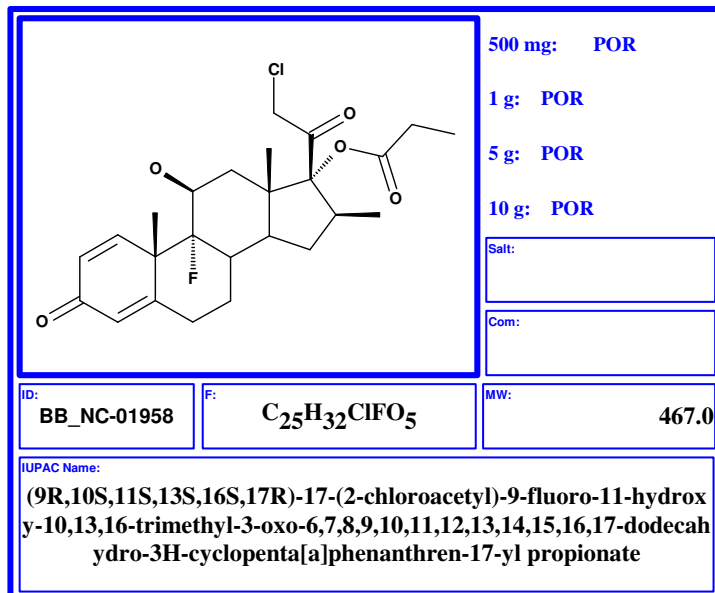 Cl
O
O
O
O
F
O
500 mg: POR
1 g: POR
5 g: POR
10 g: POR
Salt:
Com:
ID:
BB_NC-01958
F:
C25H32ClFO5
MW:
467.0
IUPAC Name:
(9R,10S,11S,13S,16S,17R)-17-(2-chloroacetyl)-9-fluoro-11-hydrox
y-10,13,16-trimethyl-3-oxo-6,7,8,9,10,11,12,13,14,15,16,17-dodecah
ydro-3H-cyclopenta[a]phenanthren-17-yl propionate